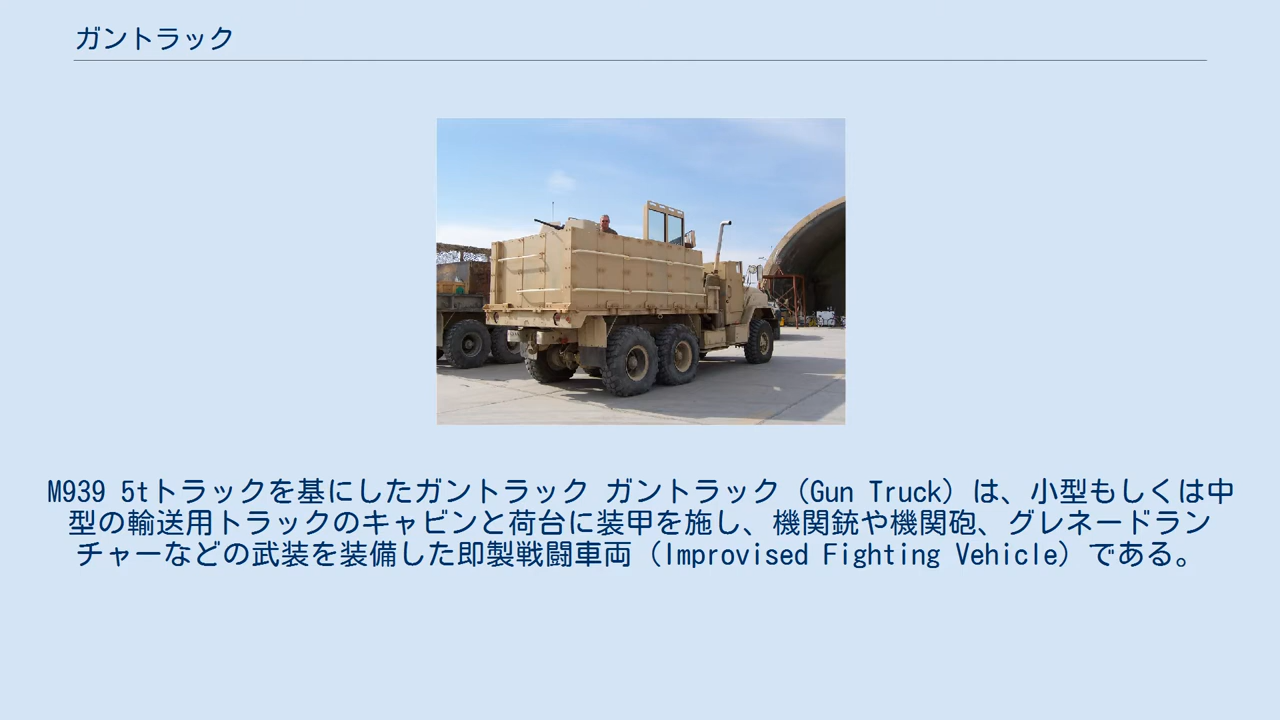 ガントラック
M939 5tトラックを基にしたガントラック ガントラック（Gun Truck）は、小型もしくは中
型の輸送用トラックのキャビンと荷台に装甲を施し、機関銃や機関砲、グレネードラン
チャーなどの武装を装備した即製戦闘車両（Improvised Fighting Vehicle）である。